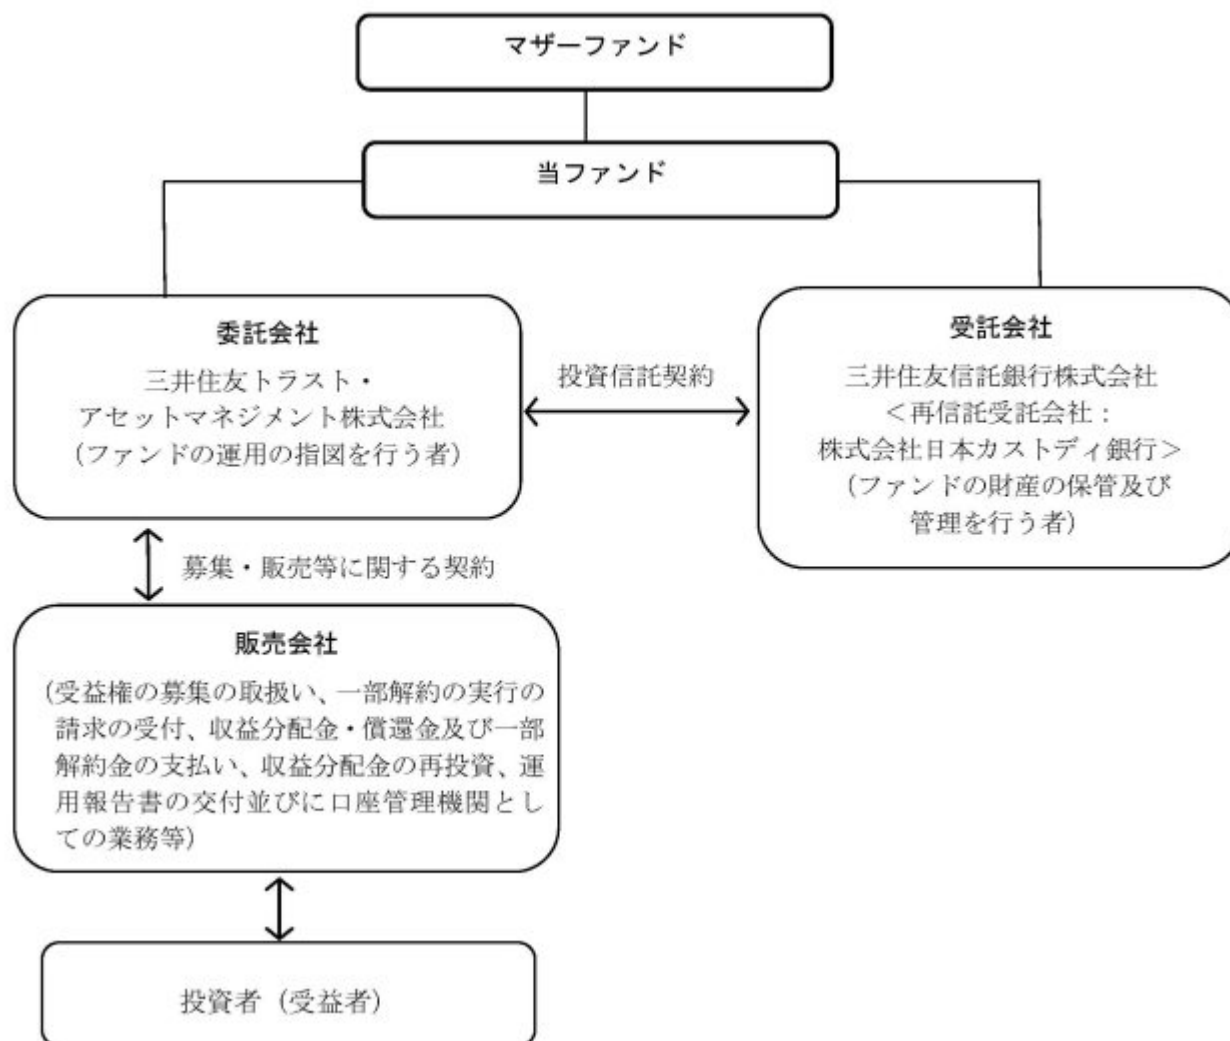 マザーファンド
当ファンド
委託会社
三井住友トラスト・
アセットマネジメント株式会社
(ファンドの運用の指図を行う者)
投資信託契約
受託会社
三井住友信託銀行株式会社
<再信託受託会社:
株式会社日本カストディ銀行>
(ファンドの財産の保管及び
管理を行う者)
募集・販売等に関する契約
販売会社
(受益権の募集の取扱い、一部解約の実行の
請求の受付、収益分配金・償還金及び一部
解約金の支払い、収益分配金の再投資、運
用報告書の交付並びに口座管理機関とし
ての業務等)
投資者(受益者)